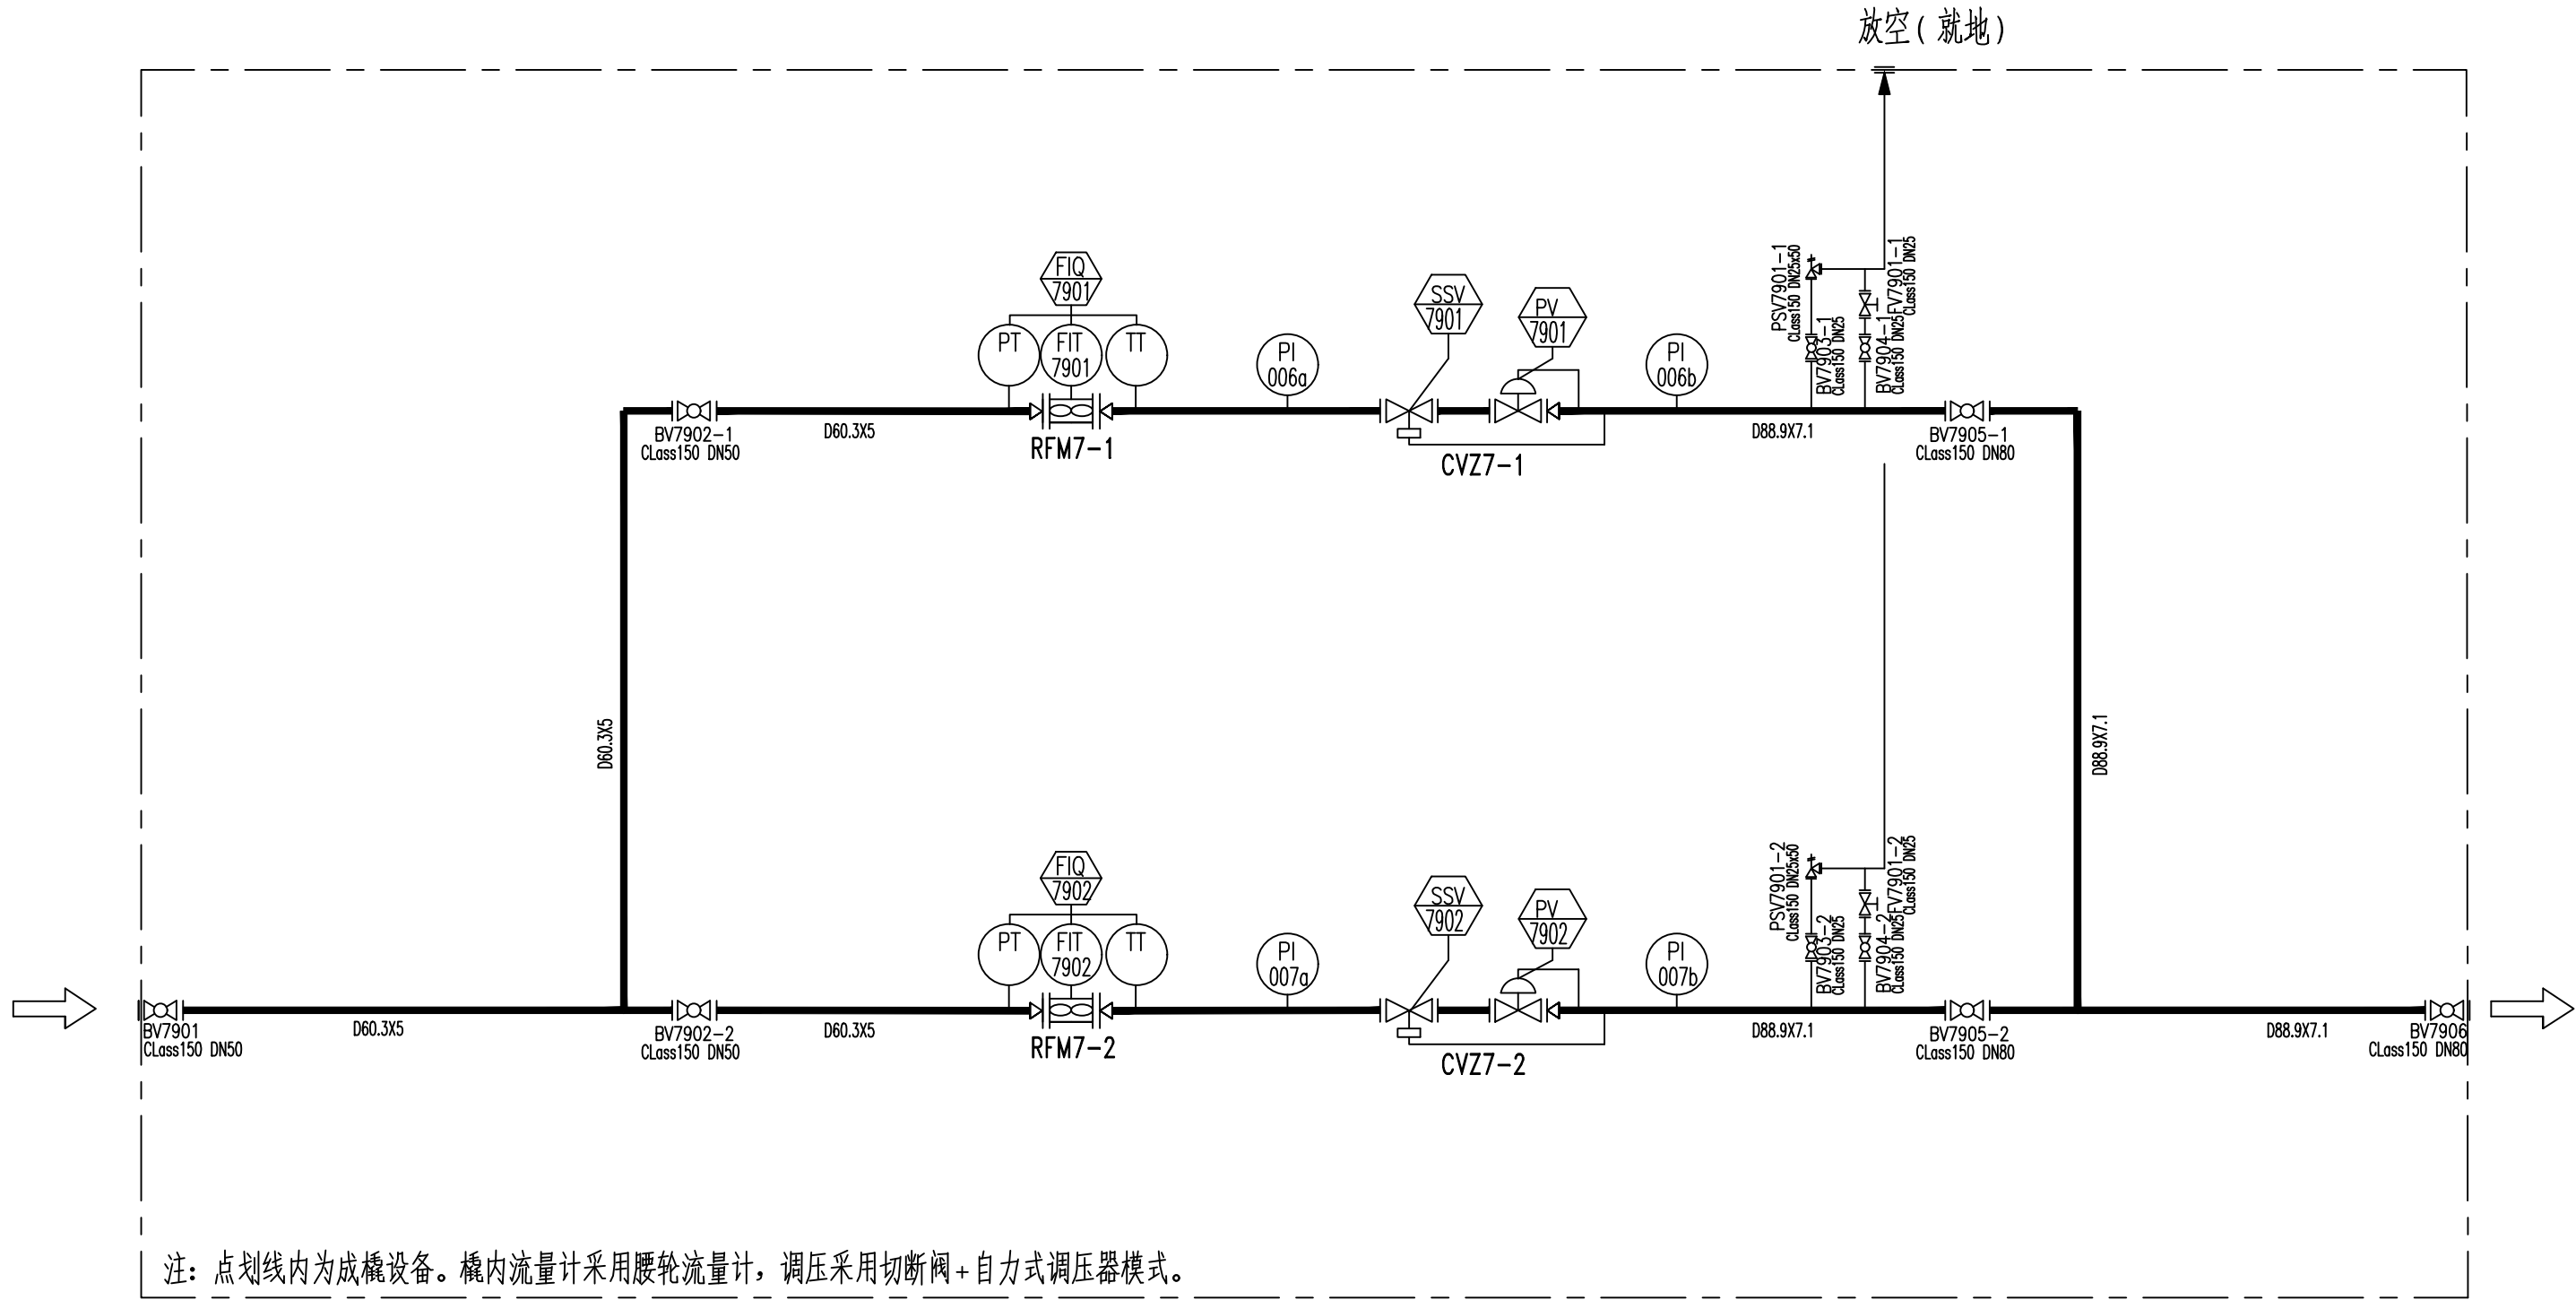 放空(就地)
FIQ
7901
PT
FIT
7901
TT
PI
006a
SSV
7901
PV
7901
PI
006b
PSV7901-1
CLass150 DN25x50
BV7903-1
CLass150 DN25
FV7901-1
CLass150 DN25
BV7904-1
CLass150 DN25
BV7902-1
CLass150 DN50
D60.3X5
RFM7-1
CVZ7-1
D88.9X7.1
BV7905-1
CLass150 DN80
D60.3X5
D88.9X7.1
FIQ
7902
PT
FIT
7902
TT
PI
007a
SSV
7902
PV
7902
PI
007b
PSV7901-2
CLass150 DN25x50
BV7903-2
CLass150 DN25
FV7901-2
CLass150 DN25
BV7904-2
CLass150 DN25
BV7901
CLass150 DN50
D60.3X5
BV7902-2
CLass150 DN50
D60.3X5
RFM7-2
CVZ7-2
D88.9X7.1
BV7905-2
CLass150 DN80
D88.9X7.1
BV7906
CLass150 DN80
注：点划线内为成橇设备。橇内流量计采用腰轮流量计，调压采用切断阀+自力式调压器模式。